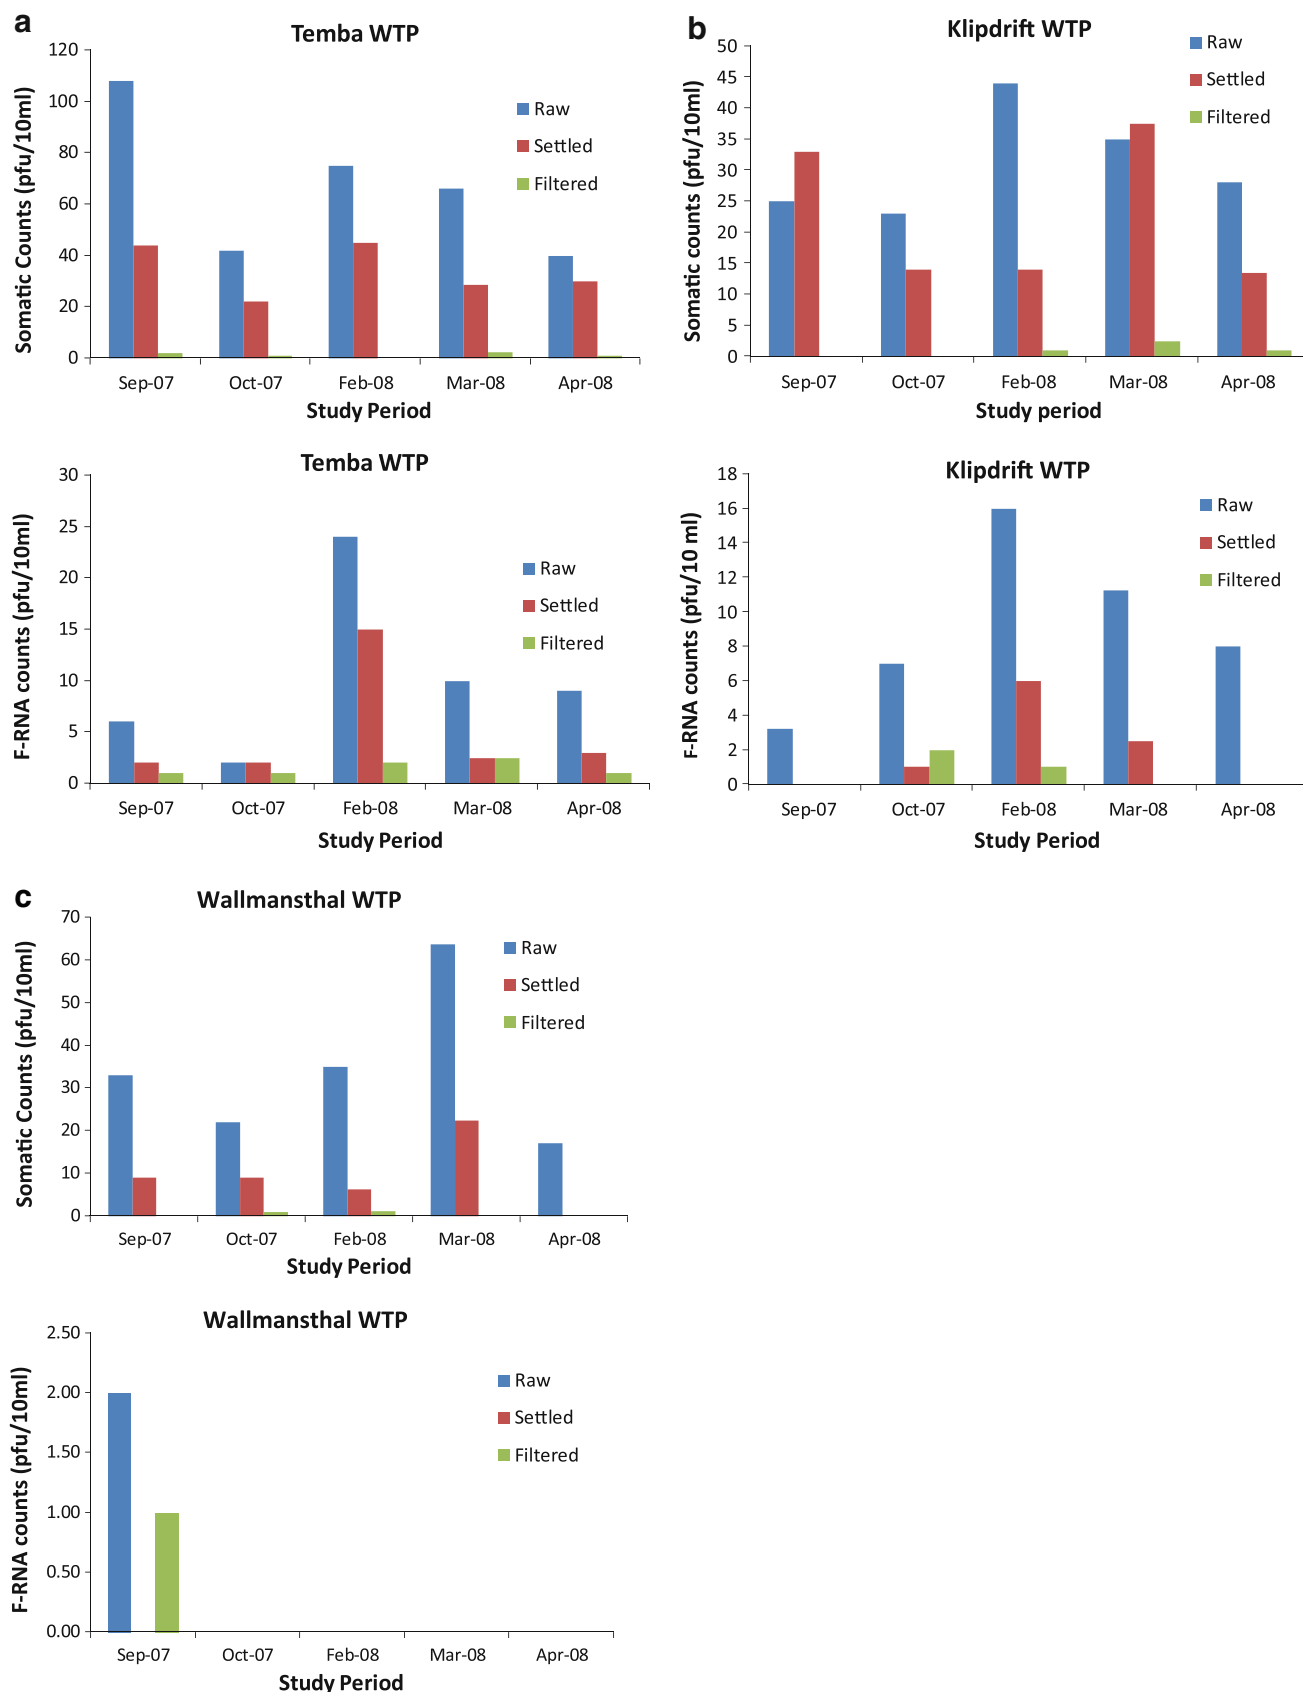 a
Temba WTP
Somatic Counts (pfu/10ml)
120
100
80
60
40
20
0
Raw
Settled
Filtered
Sep-07 Oct-07 Feb-08 Mar-08 Apr-08
Study Period
b
Klipdrift WTP
Somatic counts (pfu/10ml)
50
45
40
35
30
25
20
15
10
5
0
Raw
Settled
Filtered
Sep-07 Oct-07 Feb-08 Mar-08 Apr-08
Study period
Temba WTP
F-RNA counts (pfu/10ml)
30
25
20
15
10
5
0
Raw
Settled
Filtered
Sep-07 Oct-07 Feb-08 Mar-08 Apr-08
Study Period
Klipdrift WTP
F-RNA counts (pfu/10 ml)
18
16
14
12
10
8
6
4
2
0
Raw
Settled
Filtered
Sep-07 Oct-07 Feb-08 Mar-08 Apr-08
Study Period
c
Wallmansthal WTP
Somatic Counts (pfu/10ml)
70
60
50
40
30
20
10
0
Raw
Settled
Filtered
Sep-07 Oct-07 Feb-08 Mar-08 Apr-08
Study Period
Wallmansthal WTP
F-RNA counts (pfu/10ml)
2.50
2.00
1.50
1.00
0.50
0.00
Raw
Settled
Filtered
Sep-07 Oct-07 Feb-08 Mar-08 Apr-08
Study Period